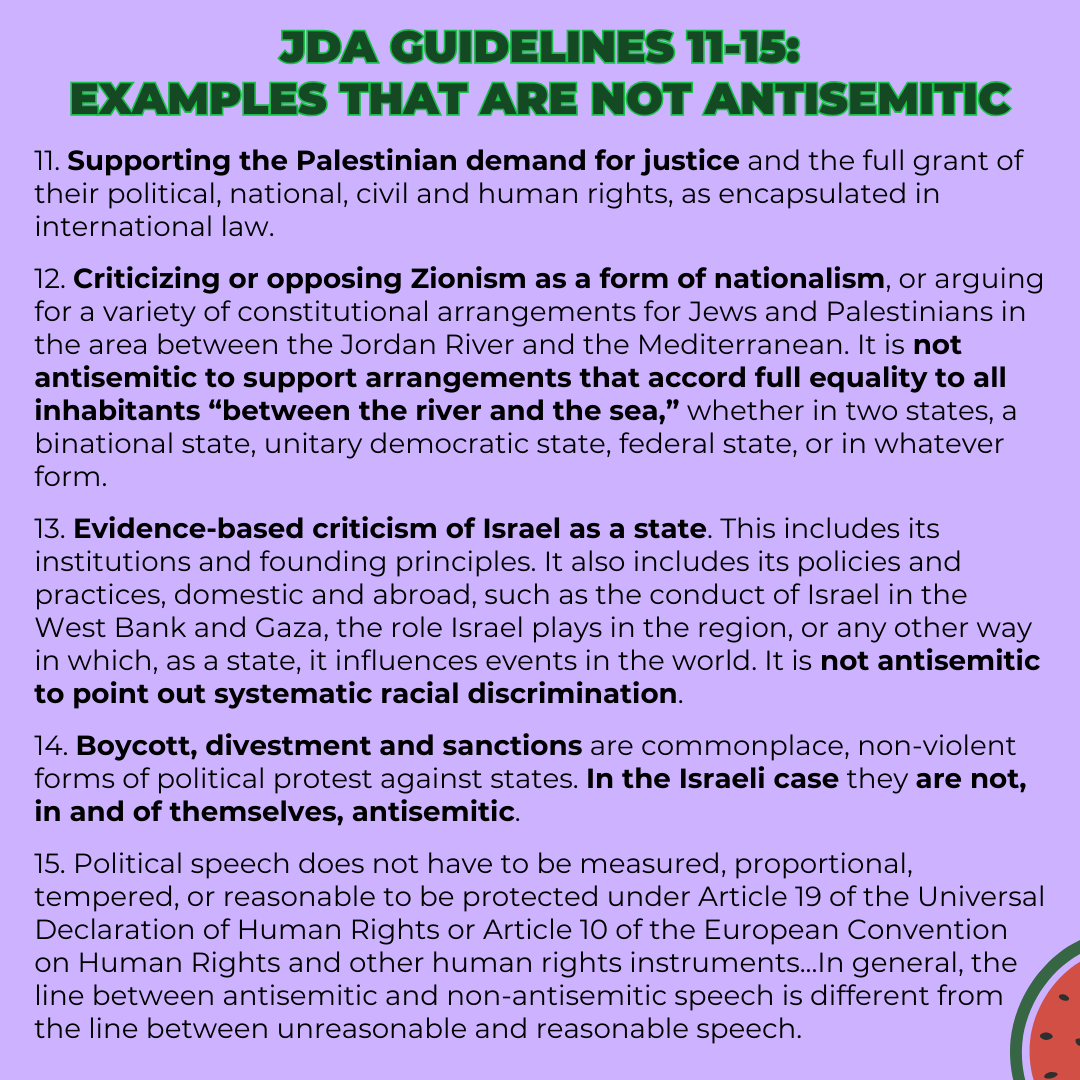 JDA GUIDELINES 11-15:
EXAMPLES THAT ARE NOT ANTISEMITIC
11. Supporting the Palestinian demand for justice and the full grant of
their political, national, civil and human rights, as encapsulated in
international law.
12. Criticizing or opposing Zionism as a form of nationalism, or arguing
for a variety of constitutional arrangements for Jews and Palestinians in
the area between the Jordan River and the Mediterranean. It is not
antisemitic to support arrangements that accord full equality to all
inhabitants “between the river and the sea,” whether in two states, a
binational state, unitary democratic state, federal state, or in whatever
form.
13. Evidence-based criticism of Israel as a state. This includes its
institutions and founding principles. It also includes its policies and
practices, domestic and abroad, such as the conduct of Israel in the
West Bank and Gaza, the role Israel plays in the region, or any other way
in which, as a state, it influences events in the world. It is not antisemitic
to point out systematic racial discrimination.
14. Boycott, divestment and sanctions are commonplace, non-violent
forms of political protest against states. In the Israeli case they are not,
in and of themselves, antisemitic.
15. Political speech does not have to be measured, proportional,
tempered, or reasonable to be protected under Article 19 of the Universal
Declaration of Human Rights or Article 10 of the European Convention
on Human Rights and other human rights instruments...In general, the
line between antisemitic and non-antisemitic speech is different from
the line between unreasonable and reasonable speech.